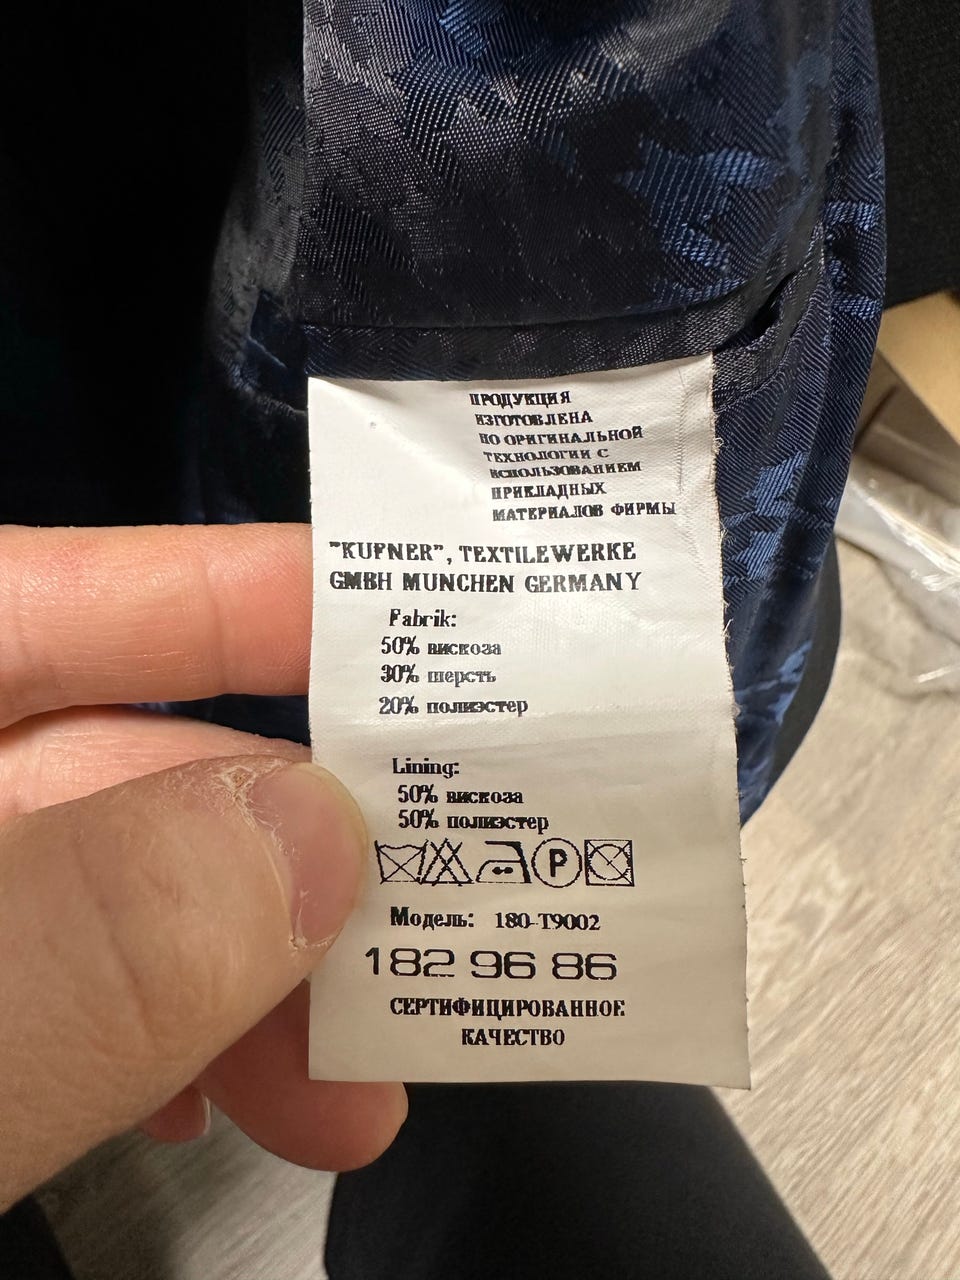 ПРОДУКЦИЯ
ИЗГОТОВЛЕНА
ПО ОРИГИНАЛЬНОЙ
ТЕХНОЛОГИИ С
ИСПОЛЬЗОВАНИЕМ
ПРИКЛАДНЫХ
МАТЕРИАЛОВ ФИРМЫ
"KUFNER", TEXTILEWERKE
GMBH MUNCHEN GERMANY
Fabrik:
50% вискоза
30% шерсть
20% полиэстер
Lining:
50% вискоза
50% полиэстер
P
Модель: 180-T9002
182 96 86
СЕРТИФИЦИРОВАННОЕ
КАЧЕСТВО